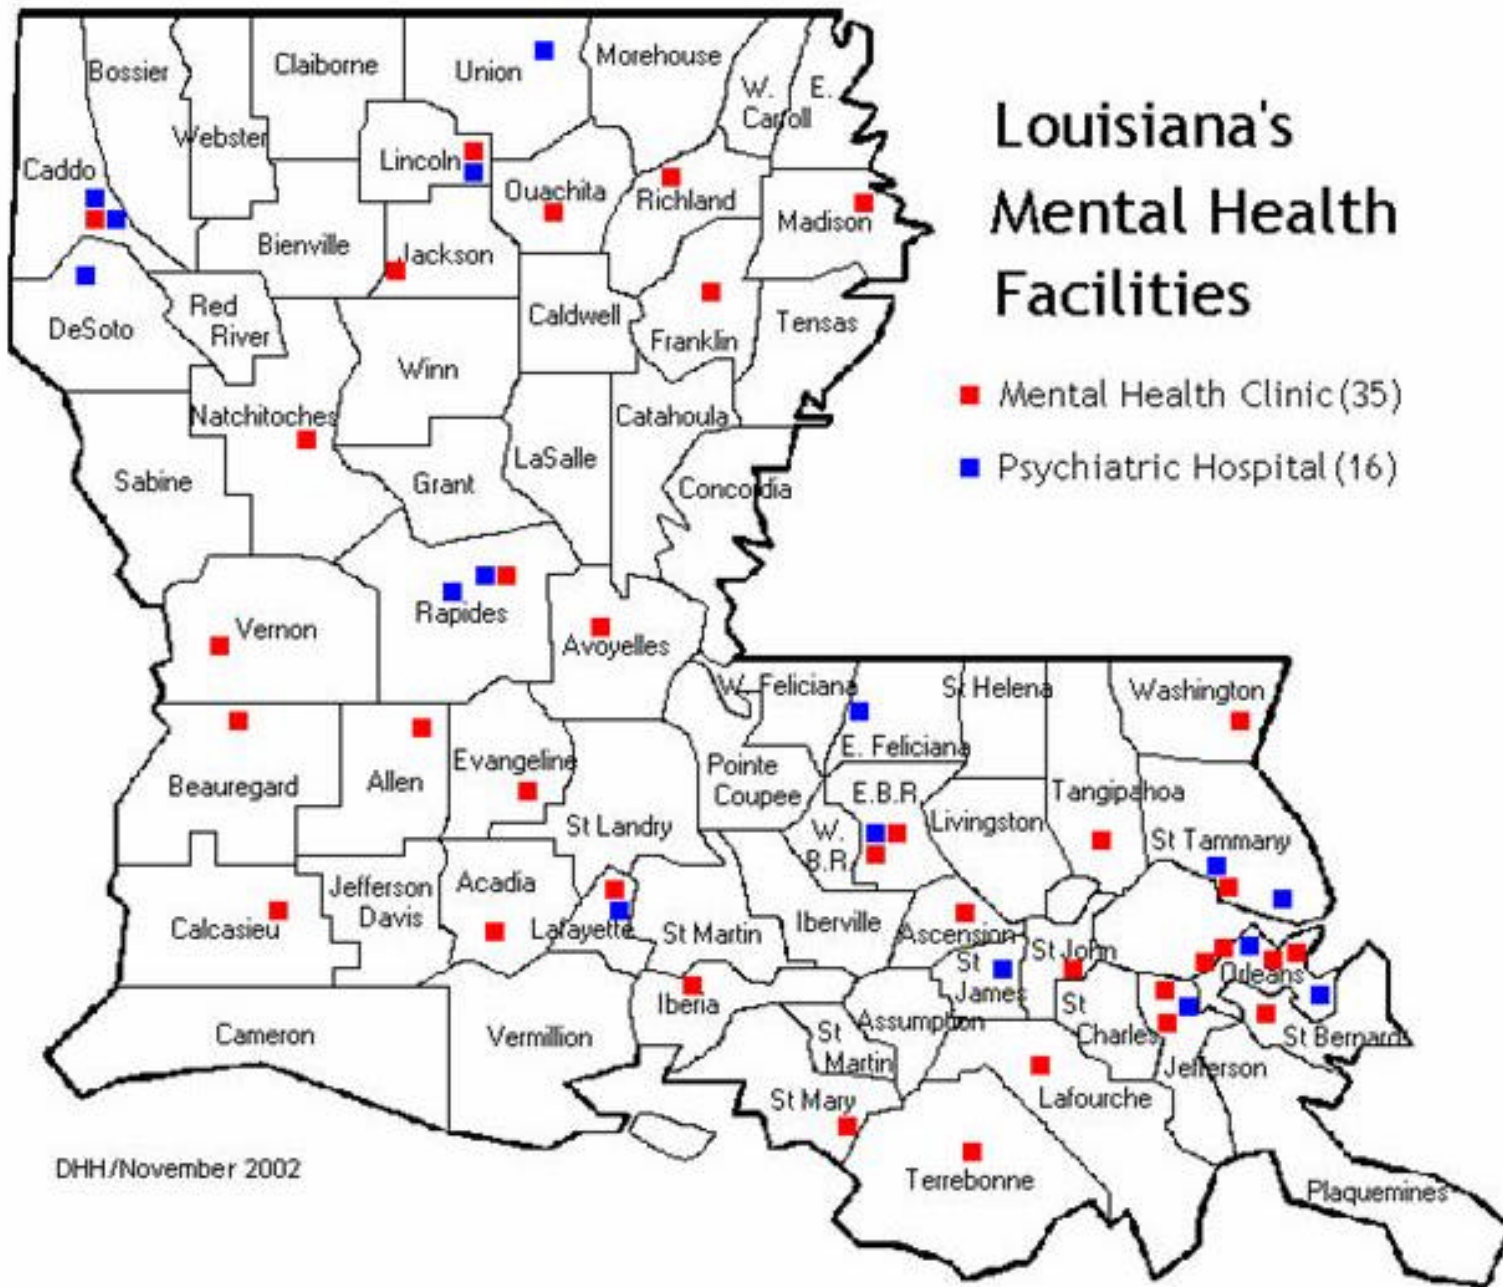 Louisiana's
Mental Health
Facilities
Mental Health Clinic (35)
Psychiatric Hospital (16)
Bossier
Claiborne
Union
Morehouse
W.
E.
Carroll
Webster
Caddo
Lincoln
Ouachita
Richland
Madison
Bienville
Jackson
Red
River
DeSoto
Caldwell
Franklin
Tensas
Winn
Natchitoches
Catahoula
Sabine
Grant
LaSalle
Concordia
Vernon
Rapides
Avoyelles
W. Feliciana
St Helena
Washington
E. Feliciana
Beauregard
Allen
Evangeline
Pointe
Coupee
E.B.R.
Tangipahoa
St Landry
W.
B.R.
Livingston
St Tammany
Jefferson
Davis
Acadia
Calcasieu
Lafayette
St Martin
Iberville
Ascension
St John
St
James
Orleans
Iberia
St
Charles
Cameron
Vermillion
St
Martin
Assumption
St Bernard
Jefferson
St Mary
Lafourche
Terrebonne
Plaquemines
DHH/November 2002